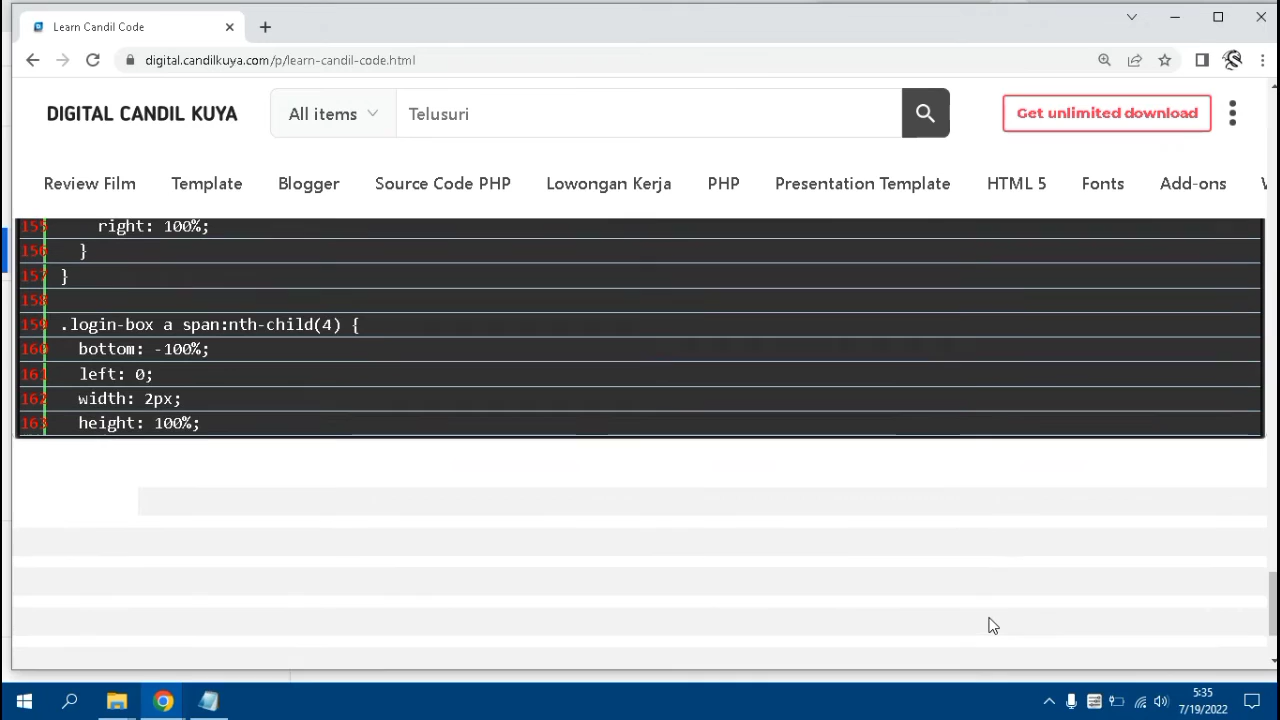 Learn Candil Code
digital.candilkuya.com/p/learn-candil-code.html
DIGITAL CANDIL KUYA
All items
Telusuri
Get unlimited download
Review Film
Template
Blogger
Source Code PHP
Lowongan Kerja
PHP
Presentation Template
HTML 5
Fonts
Add-ons
155 right: 100%;
156 }
157 }
158
159 .login-box a span:nth-child(4) {
160 bottom: -100%;
161 left: 0;
162 width: 2px;
163 height: 100%;
5:35
7/19/2022